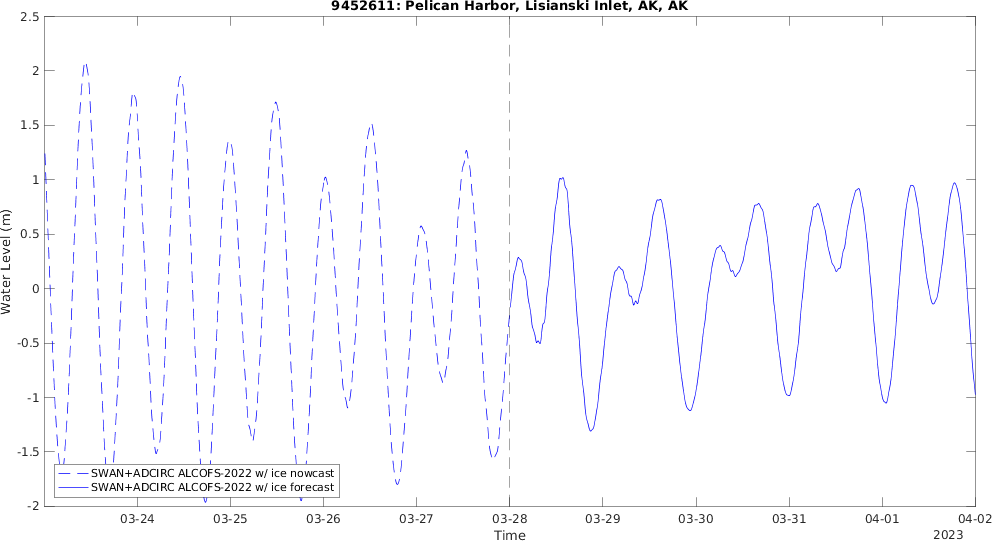 9452611: Pelican Harbor, Lisianski Inlet, AK, AK
2.5
2
1.5
1
0.5
0
-0.5
-1
-1.5
-2
Water Level (m)
SWAN+ADCIRC ALCOFS-2022 w/ ice nowcast
SWAN+ADCIRC ALCOFS-2022 w/ ice forecast
03-24 03-25 03-26 03-27 03-28 03-29 03-30 03-31 04-01 04-02
Time
2023